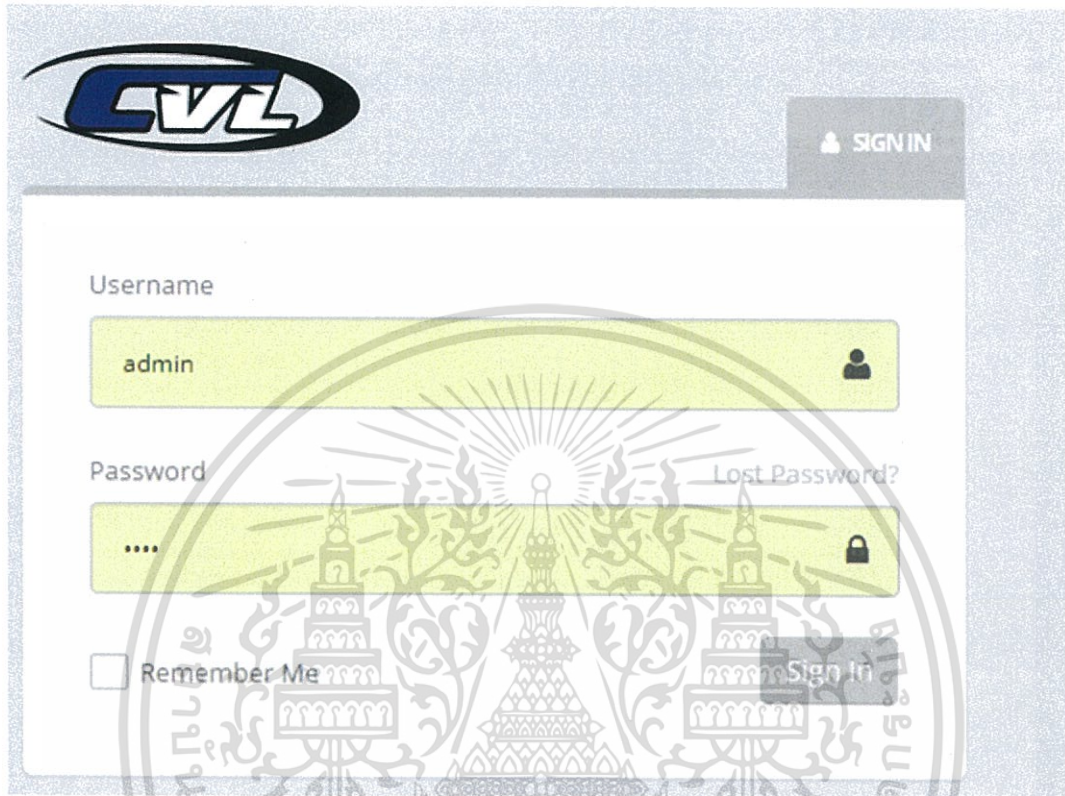 CVL
SIGN IN
Username
admin
Password
Lost Password?
••••
Remember Me
Sign In